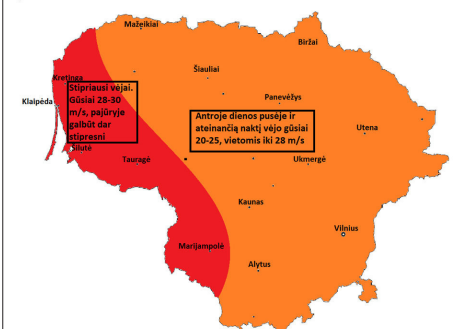 Mažeikiai
Biržai
Šiauliai
Kretinga
Stipriausi vėjai.
Gūsiai 28-30
m/s, pajūryje
galbūt dar
stipresni
Klaipėda
Panevėžys
Antroje dienos pusėje ir
ateinančią naktį vėjo gūsiai
20-25, vietomis iki 28 m/s
Utena
Šilutė
Tauragė
Ukmergė
Kaunas
Vilnius
Marijampolė
Alytus